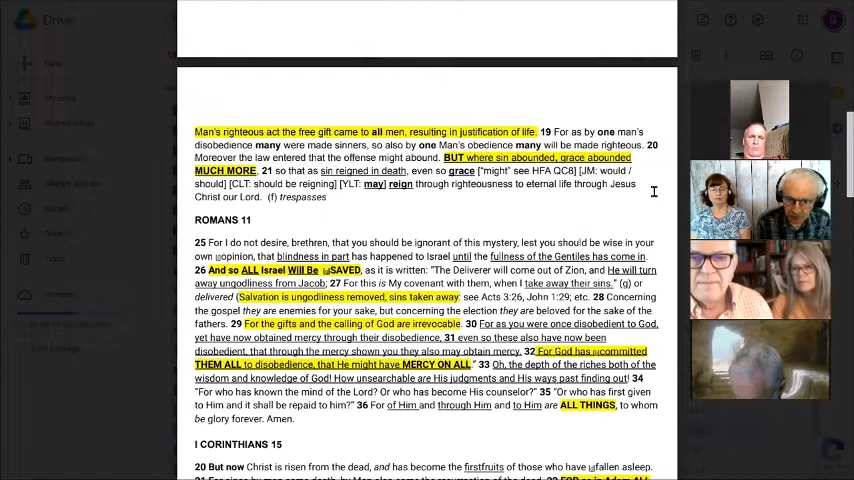 Drive
G
New
My Drive
Shared
Man's righteous act the free gift came to all men, resulting in justification of life. 19 For as by one man's
disobedience many were made sinners, so also by one Man's obedience many will be made righteous. 20
Moreover the law entered that the offense might abound. BUT where sin abounded, grace abounded
MUCH MORE. 21 so that as sin reigned in death, even so grace ["might" see HFA QC8] [JM: would /
should] [CLT: should be reigning] [YLT: may] reign through righteousness to eternal life through Jesus
Christ our Lord. (f) trespasses
ROMANS 11
25 For I do not desire, brethren, that you should be ignorant of this mystery, lest you should be wise in your
own opinion, that blindness in part has happened to Israel until the fullness of the Gentiles has come in.
26 And so ALL Israel Will Be SAVED, as it is written: "The Deliverer will come out of Zion, and He will turn
away ungodliness from Jacob; 27 For this is My covenant with them, when I take away their sins." (g) or
delivered (Salvation is ungodliness removed, sins taken away: see Acts 3:26, John 1:29; etc. 28 Concerning
the gospel they are enemies for your sake, but concerning the election they are beloved for the sake of the
fathers. 29 For the gifts and the calling of God are irrevocable. 30 For as you were once disobedient to God,
yet have now obtained mercy through their disobedience, 31 even so these also have now been
disobedient, that through the mercy shown you they also may obtain mercy. 32 For God has committed
THEM ALL to disobedience, that He might have MERCY ON ALL." 33 Oh, the depth of the riches both of the
wisdom and knowledge of God! How unsearchable are His judgments and His ways past finding out! 34
"For who has known the mind of the Lord? Or who has become His counselor?" 35 "Or who has first given
to Him and it shall be repaid to him?" 36 For of Him and through Him and to Him are ALL THINGS, to whom
be glory forever. Amen.
I CORINTHIANS 15
20 But now Christ is risen from the dead, and has become the firstfruits of those who have fallen asleep.